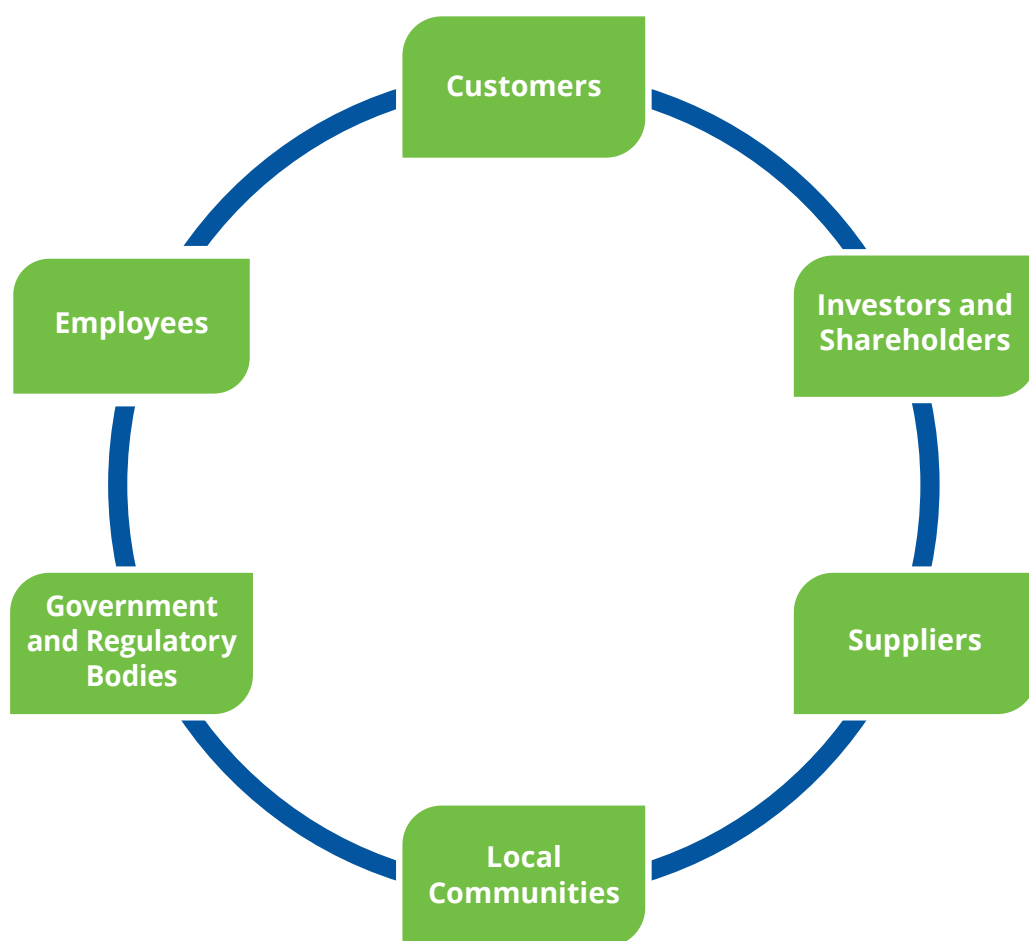 Customers
Investors and
Shareholders
Suppliers
Local
Communities
Government
and Regulatory
Bodies
Employees